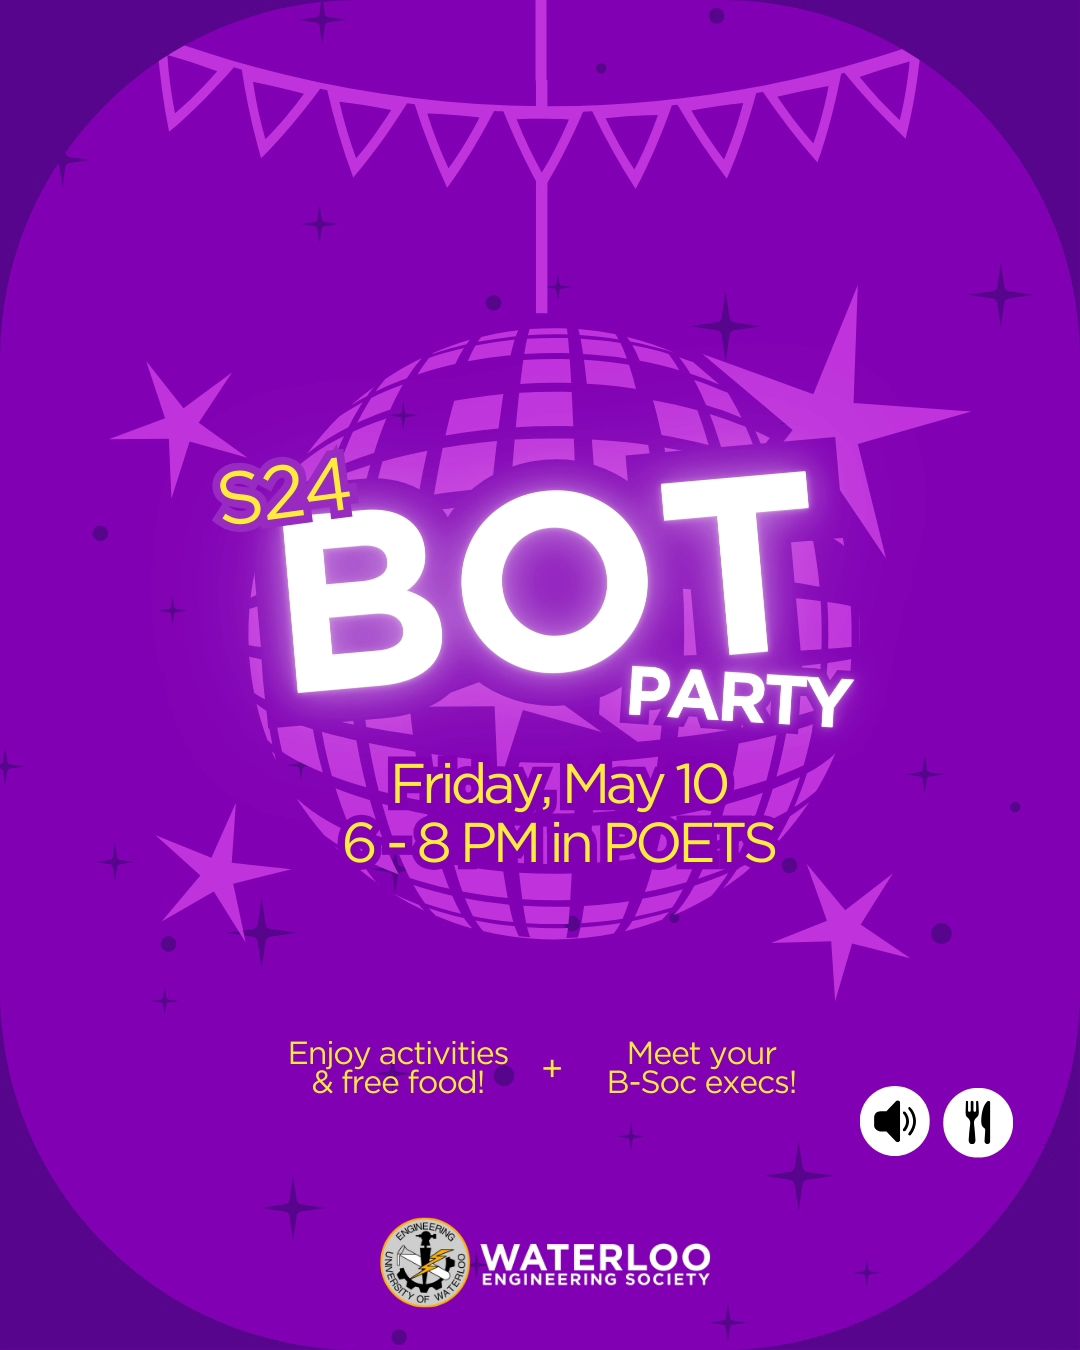 S24
BOT
PARTY
Friday, May 10
6 - 8 PM in POETS
Enjoy activities
& free food!
+
Meet your
B-Soc execs!
ENGINEERING
UNIVERSITY OF WATERLOO
WATERLOO
ENGINEERING SOCIETY